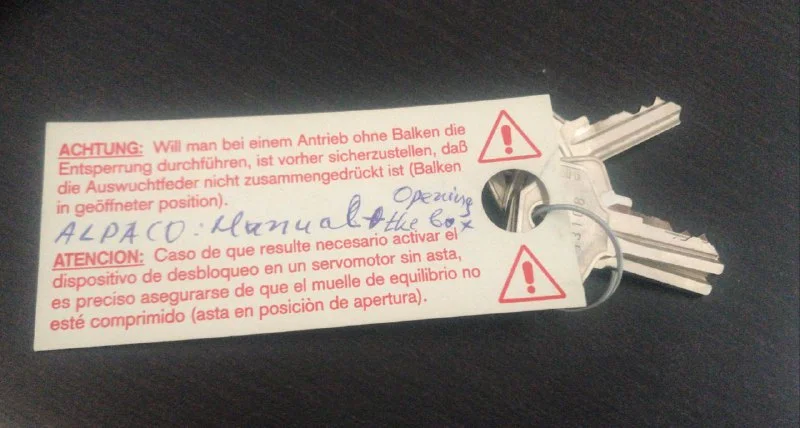 ACHTUNG: Will man bei einem Antrieb ohne Balken die
Entsperrung durchführen, ist vorher sicherzustellen, daß
die Auswuchtfeder nicht zusammengedrückt ist (Balken
in geöffneter position).
ALPACO: Manual + Opening
the box
ATENCION: Caso de que resulte necesario activar el
dispositivo de desbloqueo en un servomotor sin asta,
es preciso asegurarse de que el muelle de equilibrio no
esté comprimido (asta en posiciòn de apertura).